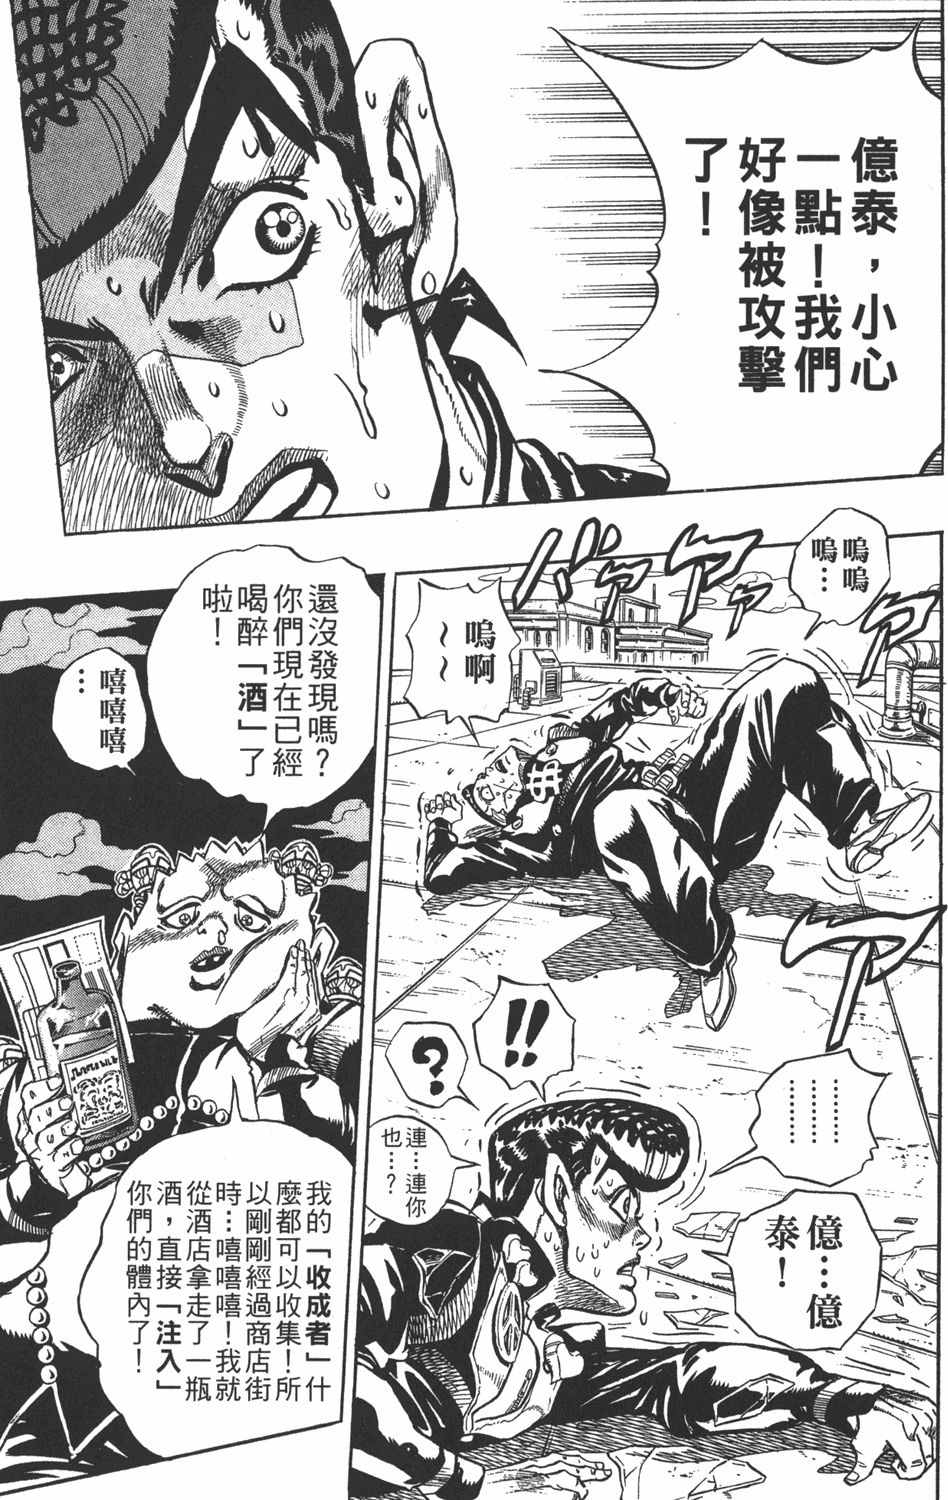 億泰，小心
一點！我們
好像被攻擊
了！
嗚嗚
嗚…
嗚啊
～～
バァァァァァ
………
………
億…億
泰！
!!
?
連…連你
也…？
還沒發現嗎？
你們現在已經
喝醉「酒」了
啦！
嘻嘻嘻
…
我的「收成者」什
麼都可以收集！所
以剛剛經過商店街
時…嘻嘻嘻！我就
從酒店拿走了一瓶
酒，直接「注入」
你們的體內了！